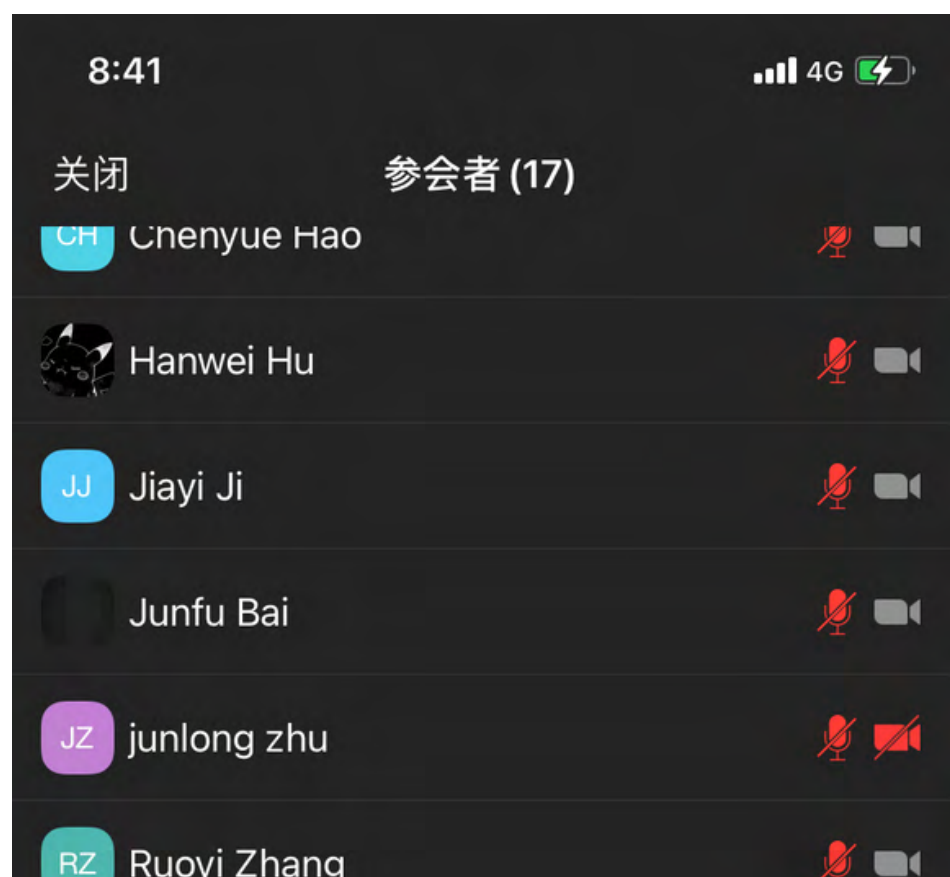 8:41 4G
关闭 参会者 (17)
CH Chenyue Hao
Hanwei Hu
JJ Jiayi Ji
Junfu Bai
JZ junlong zhu
RZ Ruoyi Zhang